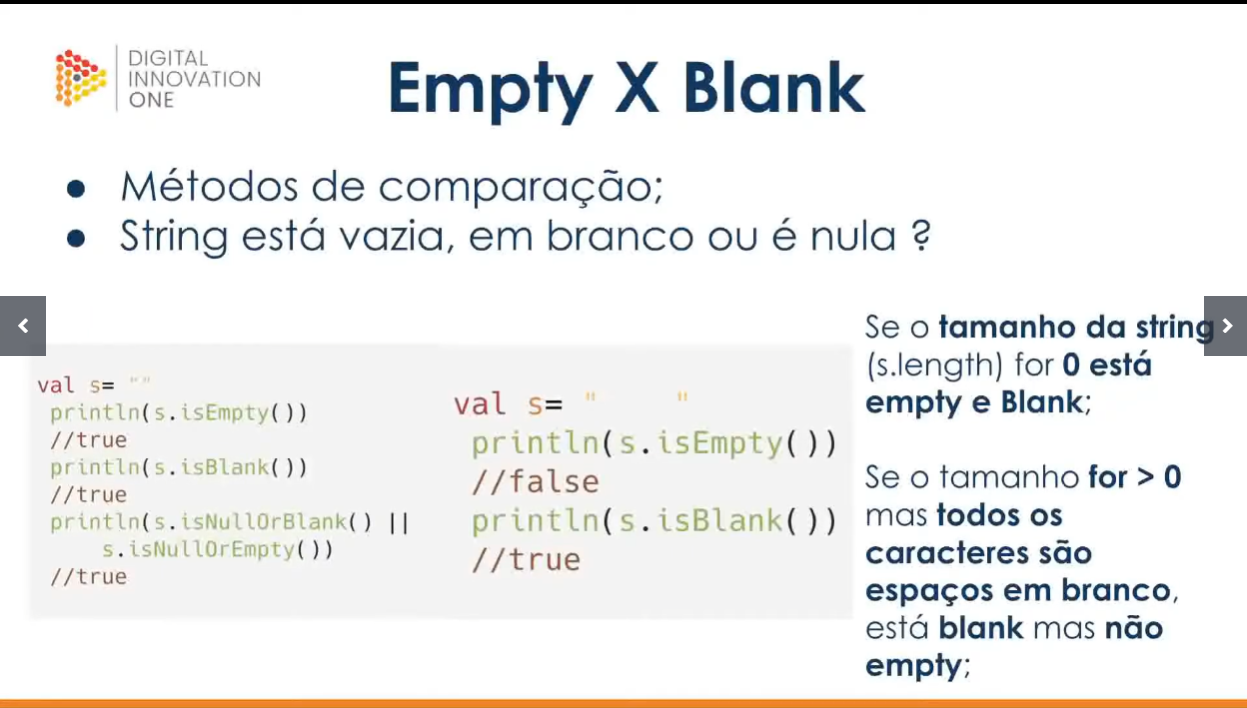 DIGITAL
INNOVATION
ONE
Empty X Blank
● Métodos de comparação;
● String está vazia, em branco ou é nula ?
val s= ""
println(s.isEmpty())
//true
println(s.isBlank())
//true
println(s.isNullOrBlank() ||
s.isNullOrEmpty())
//true
val s= "    "
println(s.isEmpty())
//false
println(s.isBlank())
//true
Se o tamanho da string
(s.length) for 0 está
empty e Blank;
Se o tamanho for > 0
mas todos os
caracteres são
espaços em branco,
está blank mas não
empty;